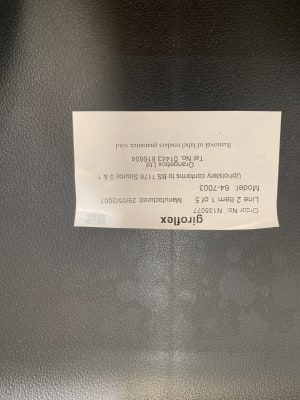 giroflex
Order No: N135077
Line 2 Item 1 of 5 Manufactured: 29/05/2007
Model: 64-7003
Upholstery conforms to BS 7176 Source 0 & 1
Orangebox Ltd
Tel No. 01443 816604
Removal of label renders guarantee void